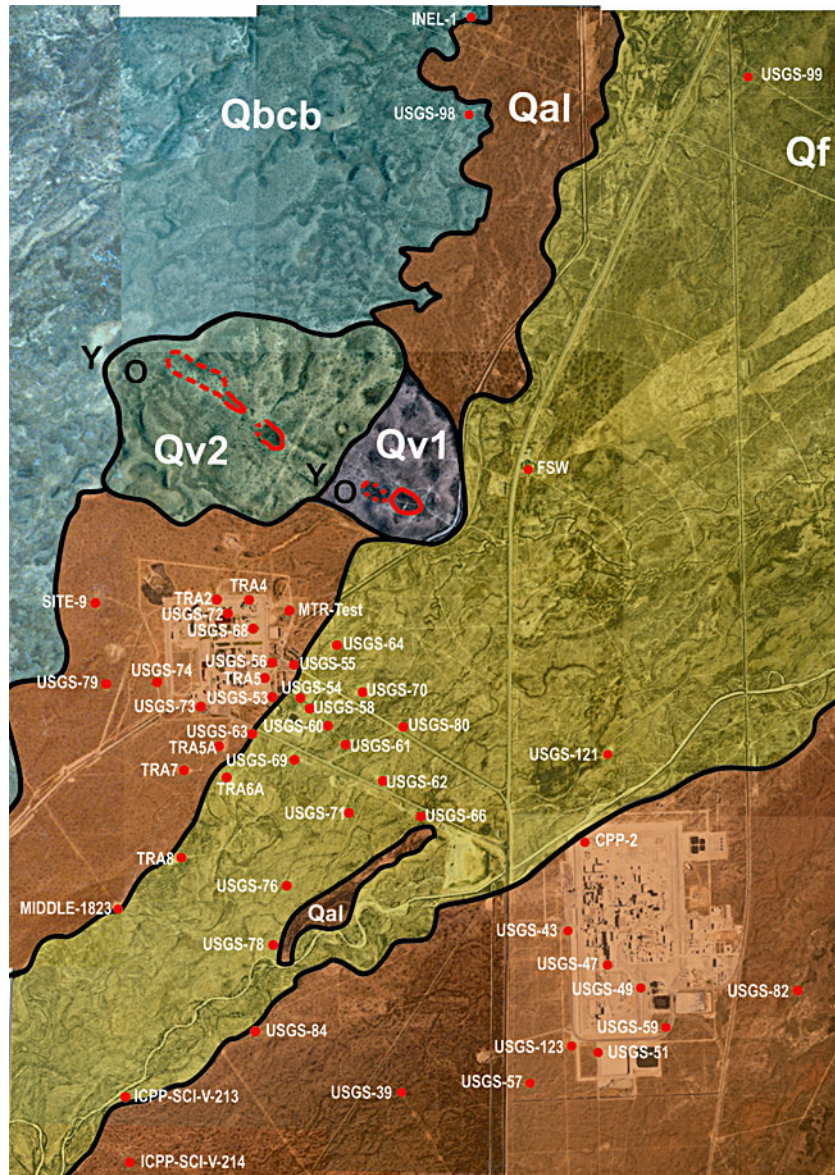 INEL-1
USGS-99
Qbcb
Qal
USGS-98
Qf
Y
O
Qv2
Y
Qv1
O
FSW
TRA4
SITE-9
TRA2
MTR-Test
USGS-72
USGS-68
USGS-64
USGS-56
USGS-55
USGS-79
USGS-74
TRA5
USGS-54
USGS-70
USGS-53
USGS-73
USGS-58
USGS-60
USGS-80
USGS-63
TRA5A
USGS-61
USGS-121
USGS-69
TRA7
TRA6A
USGS-62
USGS-71
USGS-66
CPP-2
TRA8
USGS-76
Qal
MIDDLE-1823
USGS-43
USGS-78
USGS-47
USGS-49
USGS-82
USGS-59
USGS-84
USGS-123
USGS-51
USGS-57
USGS-39
ICPP-SCI-V-213
ICPP-SCI-V-214